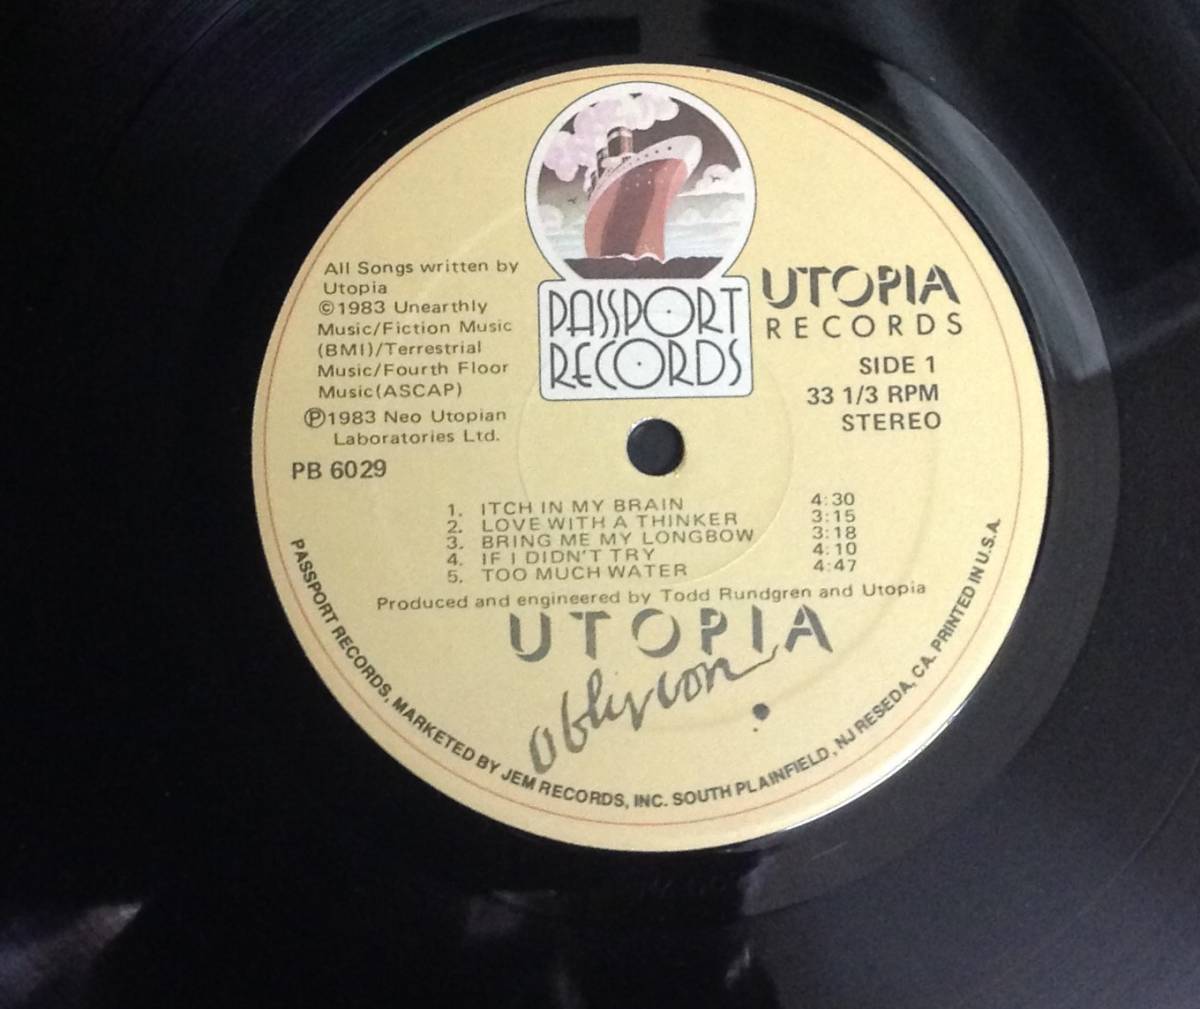 PASSPORT
RECORDS
UTOPIA
RECORDS
SIDE 1
33 1/3 RPM
STEREO
All Songs written by
Utopia
©1983 Unearthly
Music/Fiction Music
(BMI)/Terrestrial
Music/Fourth Floor
Music(ASCAP)
℗1983 Neo Utopian
Laboratories Ltd.
PB 6029
1. ITCH IN MY BRAIN 4:30
2. LOVE WITH A THINKER 3:15
3. BRING ME MY LONGBOW 3:18
4. IF I DIDN'T TRY 4:10
5. TOO MUCH WATER 4:47
Produced and engineered by Todd Rundgren and Utopia
UTOPIA
oblivion
PASSPORT RECORDS, MARKETED BY JEM RECORDS, INC. SOUTH PLAINFIELD, NJ RESEDA, CA. PRINTED IN U.S.A.